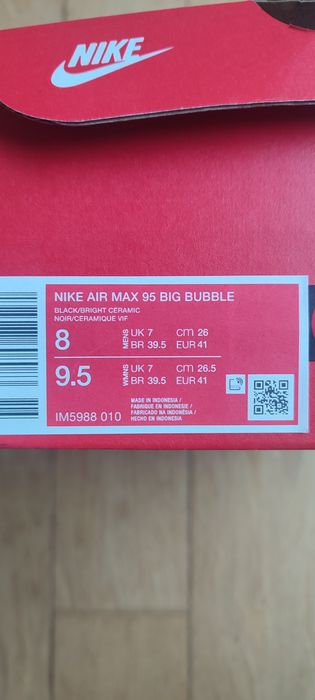 NIKE
NIKE AIR MAX 95 BIG BUBBLE
BLACK/BRIGHT CERAMIC
NOIR/CERAMIQUE VIF
8 MENS UK 7 cm 26
BR 39.5 EUR 41
9.5 WMNS UK 7 cm 26.5
BR 39.5 EUR 41
IM5988 010
MADE IN INDONESIA /
FABRIQUE EN INDONESIE /
FABRICADO NA INDONÉSIA /
HECHO EN INDONESIA